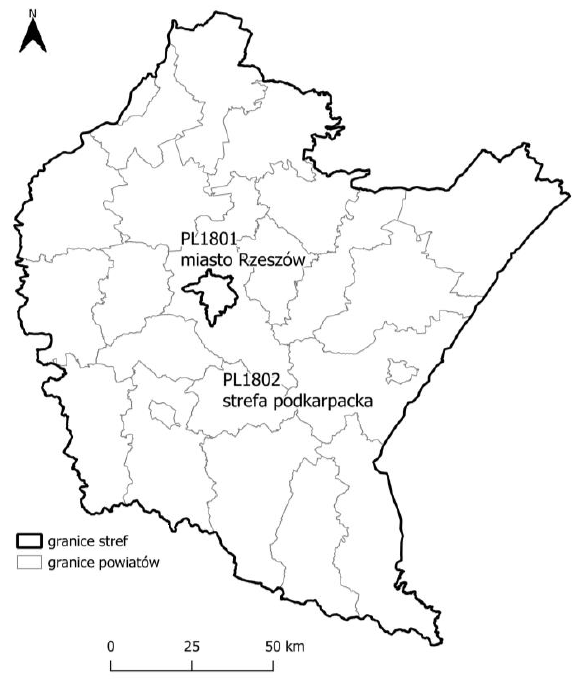 N
PL1801
miasto Rzeszów
PL1802
strefa podkarpacka
granice stref
granice powiatów
0 25 50 km